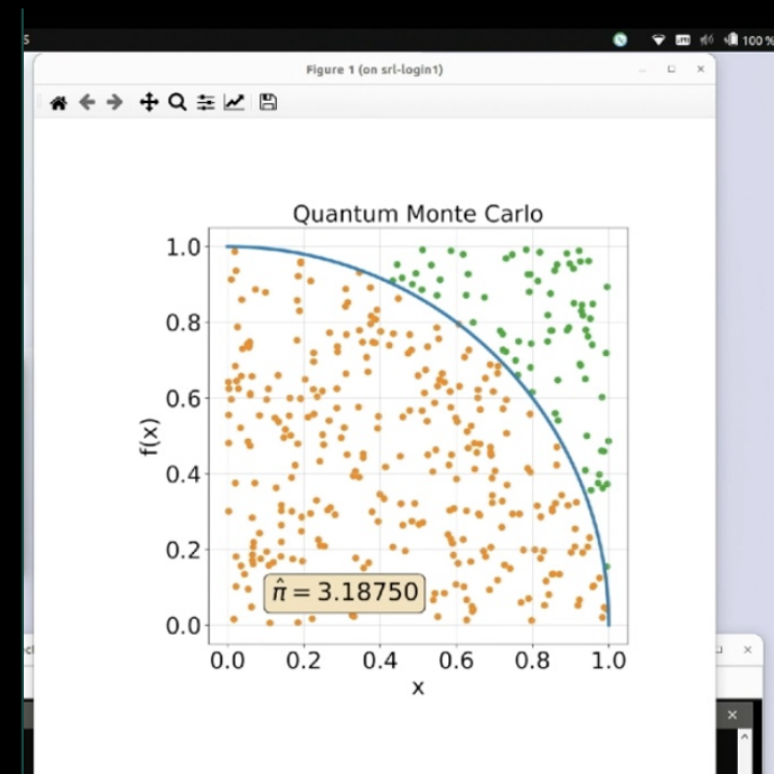 100 %
Figure 1 (on srl-login1)
Quantum Monte Carlo
1.0
0.8
0.6
0.4
0.2
0.0
f(x)
π̂ = 3.18750
0.0 0.2 0.4 0.6 0.8 1.0
x